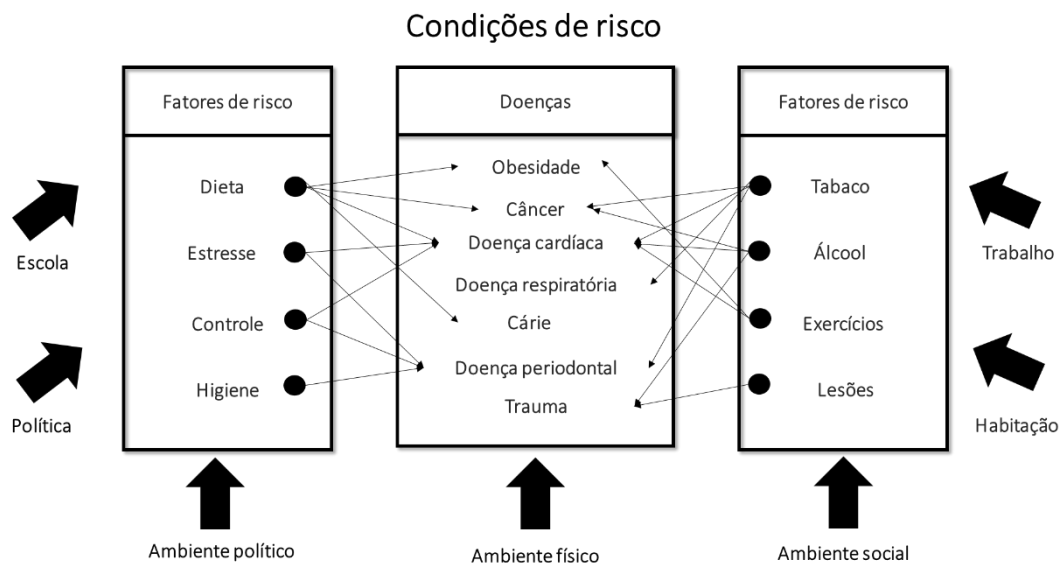 Condições de risco
Fatores de risco
Doenças
Fatores de risco
Dieta
Estresse
Controle
Higiene
Obesidade
Câncer
Doença cardíaca
Doença respiratória
Cárie
Doença periodontal
Trauma
Tabaco
Álcool
Exercícios
Lesões
Escola
Política
Trabalho
Habitação
Ambiente político
Ambiente físico
Ambiente social